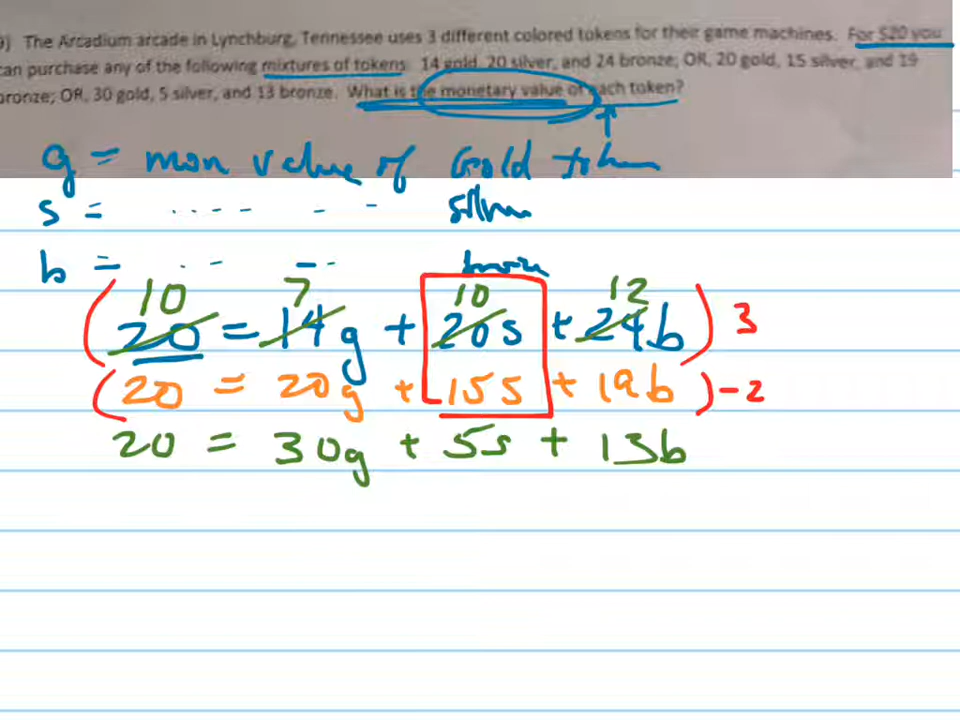 9) The Arcadium arcade in Lynchburg, Tennessee uses 3 different colored tokens for their game machines. For $20 you
can purchase any of the following mixtures of tokens: 14 gold, 20 silver, and 24 bronze; OR, 20 gold, 15 silver, and 19
bronze; OR, 30 gold, 5 silver, and 13 bronze. What is the monetary value of each token?
g = mon value of Gold token
s = silver
b =
10 7 10 12
(20 = 14g + 20s + 24b) 3
(20 = 20g + 15s + 19b) -2
20 = 30g + 5s + 13b